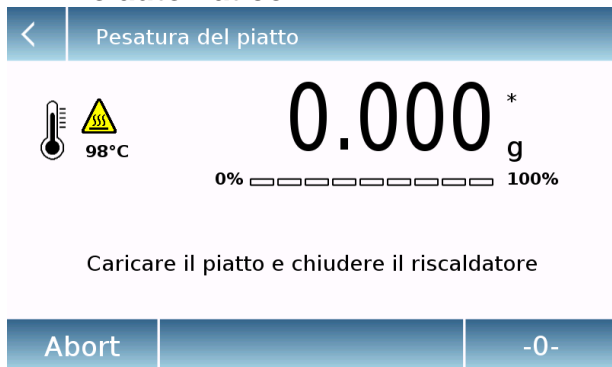 Pesatura del piatto
98°C
0.000 *
g
0% 100%
Caricare il piatto e chiudere il riscaldatore
Abort -0-